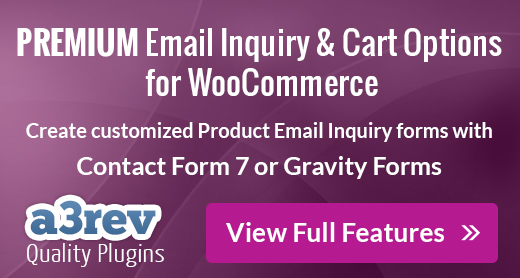 PREMIUM Email Inquiry & Cart Options
for WooCommerce
Create customized Product Email Inquiry forms with
Contact Form 7 or Gravity Forms
a3rev
Quality Plugins
View Full Features »